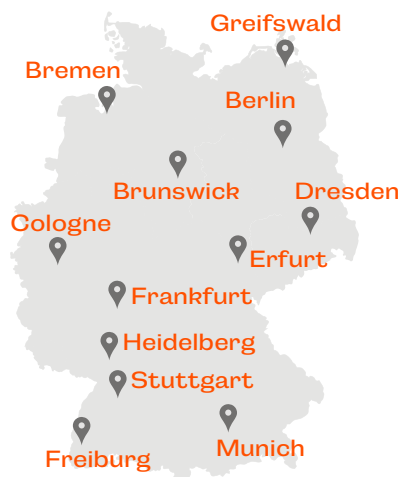 Greifswald
Bremen
Berlin
Brunswick
Dresden
Cologne
Erfurt
Frankfurt
Heidelberg
Stuttgart
Munich
Freiburg